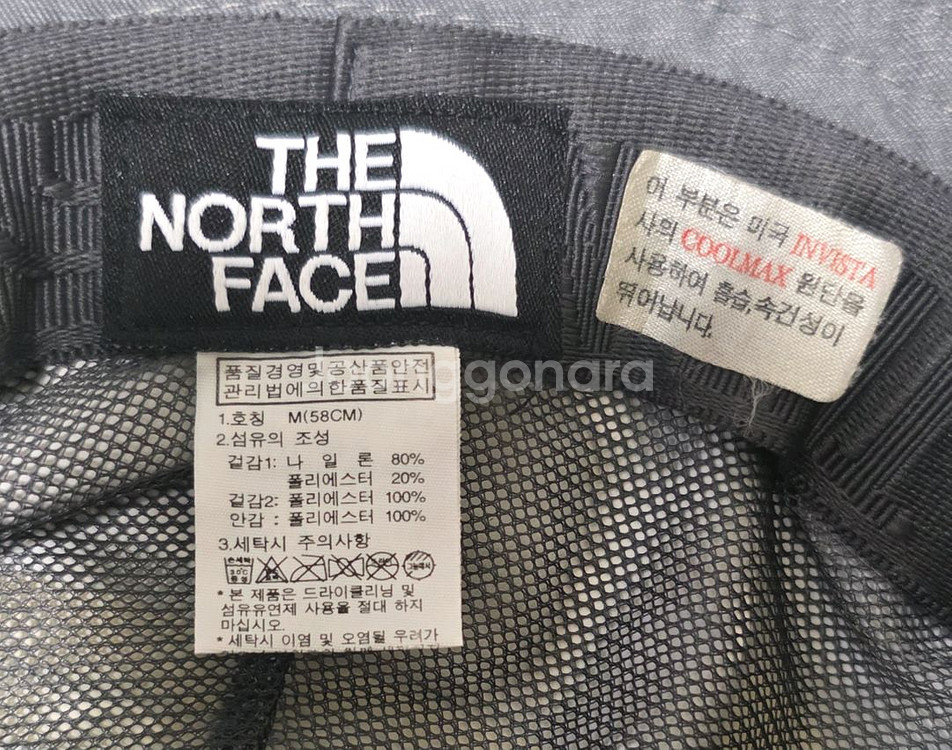 THE
NORTH
FACE
이 부분은 미국 INVISTA
사의 COOLMAX 원단을
사용하여 흡습,속건성이
뛰어납니다.
품질경영및공산품안전
관리법에의한품질표시
1.호칭 M(58CM)
2.섬유의 조성
겉감1: 나 일 론 80%
폴리에스터 20%
겉감2: 폴리에스터 100%
안감 : 폴리에스터 100%
3.세탁시 주의사항
손세탁
30℃
중성
* 본 제품은 드라이클리닝 및
섬유유연제 사용을 절대 하지
마십시오.
* 세탁시 이염 및 오염될 우려가